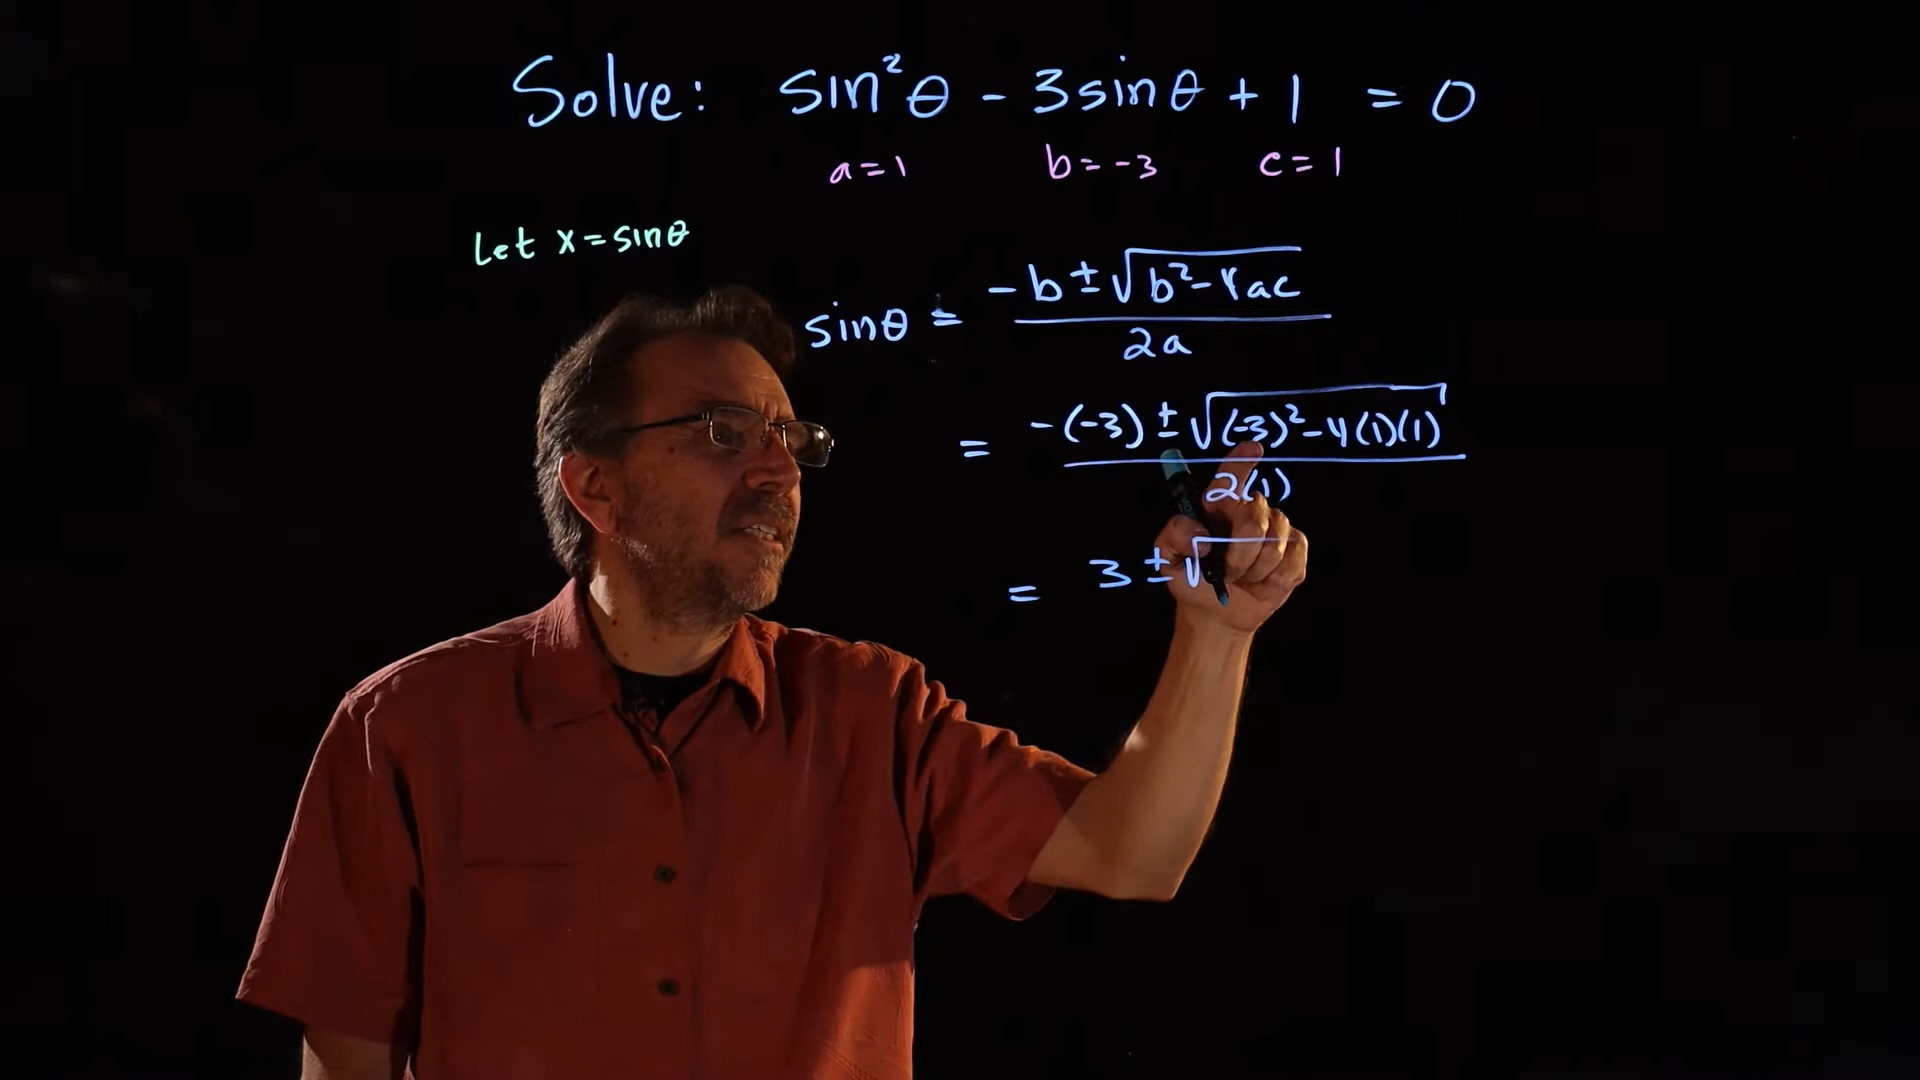 Solve: sin²θ - 3sinθ + 1 = 0
a=1 b=-3 c=1
Let x=sinθ
sinθ = (-b±√(b²-4ac))/2a
= (-(-3)±√((-3)²-4(1)(1)))/2(1)
= 3±√